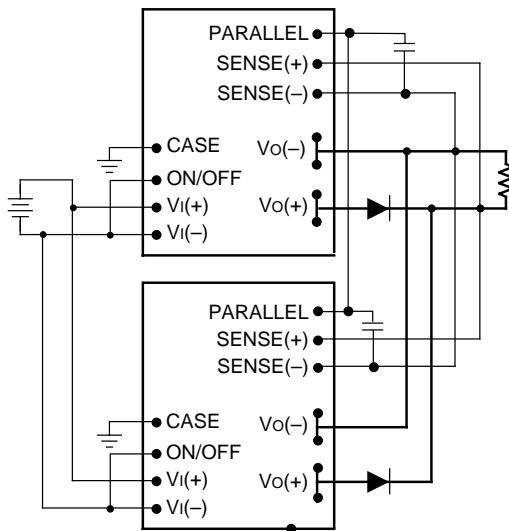 PARALLEL
SENSE(+)
SENSE(–)
CASE
VO(–)
ON/OFF
VI(+)
VO(+)
VI(–)
PARALLEL
SENSE(+)
SENSE(–)
CASE
VO(–)
ON/OFF
VI(+)
VO(+)
VI(–)